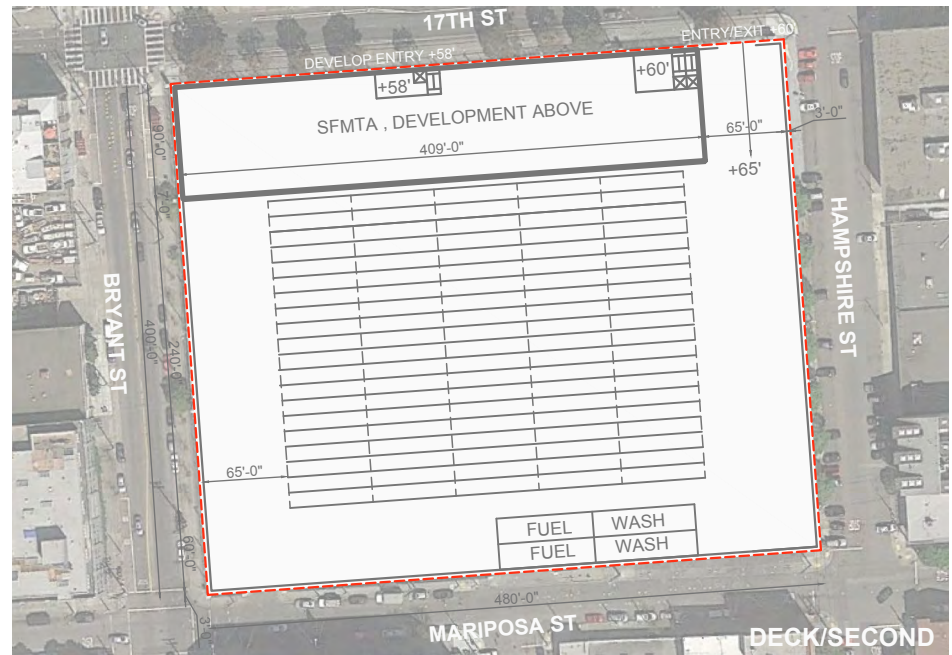 17TH ST
ENTRY/EXIT +60'
DEVELOP ENTRY +58'
+58'
+60'
SFMTA , DEVELOPMENT ABOVE
409'-0"
65'-0"
3'-0"
+65'
90'-0"
HAMPSHIRE ST
BRYANT ST
400'-0"
240'-0"
65'-0"
FUEL
WASH
FUEL
WASH
60'-0"
480'-0"
3'-0"
MARIPOSA ST
DECK/SECOND